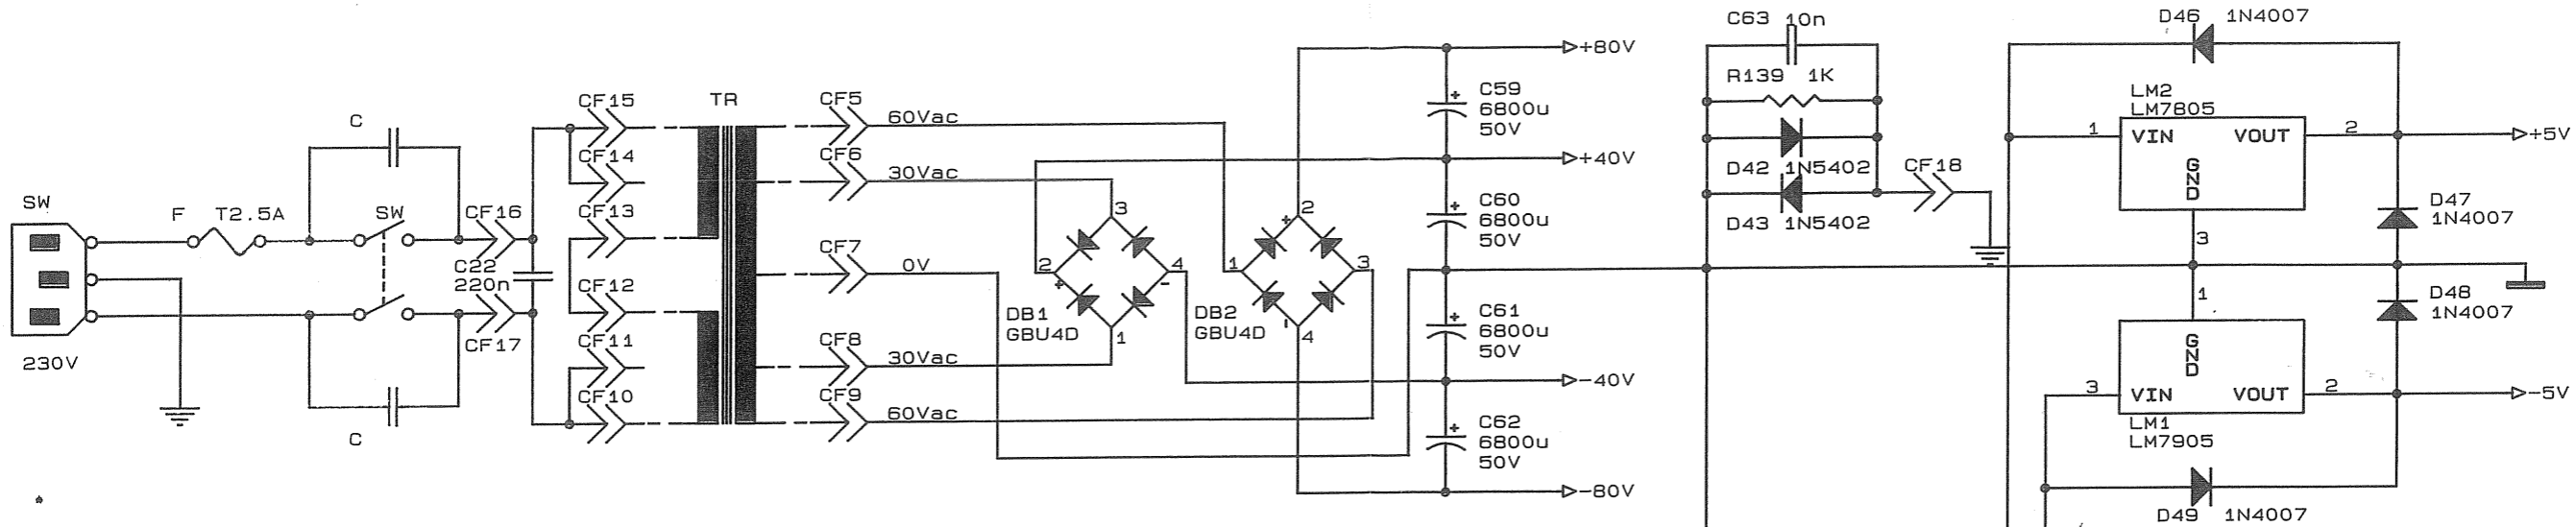 SW
230V
F T2.5A
C
SW
C
CF16
C22
220n
CF17
CF15
CF14
CF13
CF12
CF11
CF10
TR
CF5
60Vac
CF6
30Vac
CF7
0V
CF8
30Vac
CF9
60Vac
3
2
4
+
-
1
DB1
GBU4D
2
+
1
3
-
4
DB2
GBU4D
+80V
+
C59
6800u
50V
+40V
+
C60
6800u
50V
+
C61
6800u
50V
-40V
+
C62
6800u
50V
-80V
C63 10n
R139 1K
D42 1N5402
D43 1N5402
CF18
D46 1N4007
LM2
LM7805
1
VIN VOUT
GND
2
3
+5V
D47
1N4007
D48
1N4007
1
GND
3
VIN VOUT
2
-5V
LM1
LM7905
D49 1N4007